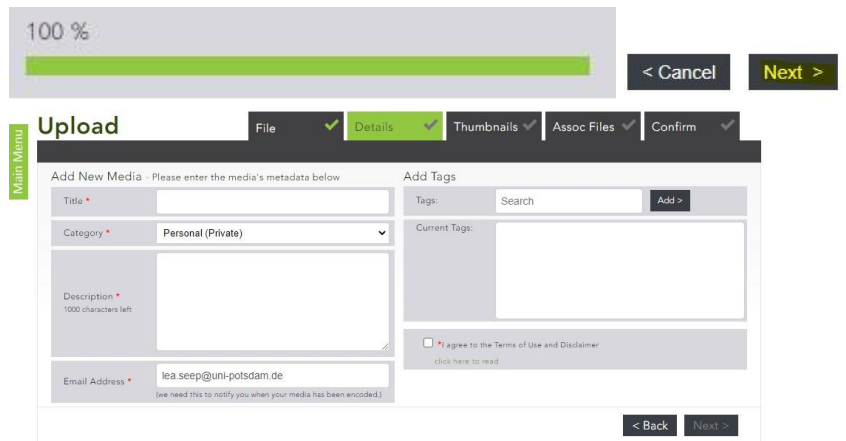 100 %
< Cancel
Next >
Main Menu
Upload
File
Details
Thumbnails
Assoc Files
Confirm
Add New Media - Please enter the media's metadata below
Title *
Category *
Personal (Private)
Description *
1000 characters left
Email Address *
lea.seep@uni-potsdam.de
(we need this to notify you when your media has been encoded.)
Add Tags
Tags:
Search
Add >
Current Tags:
*I agree to the Terms of Use and Disclaimer
click here to read
< Back
Next >